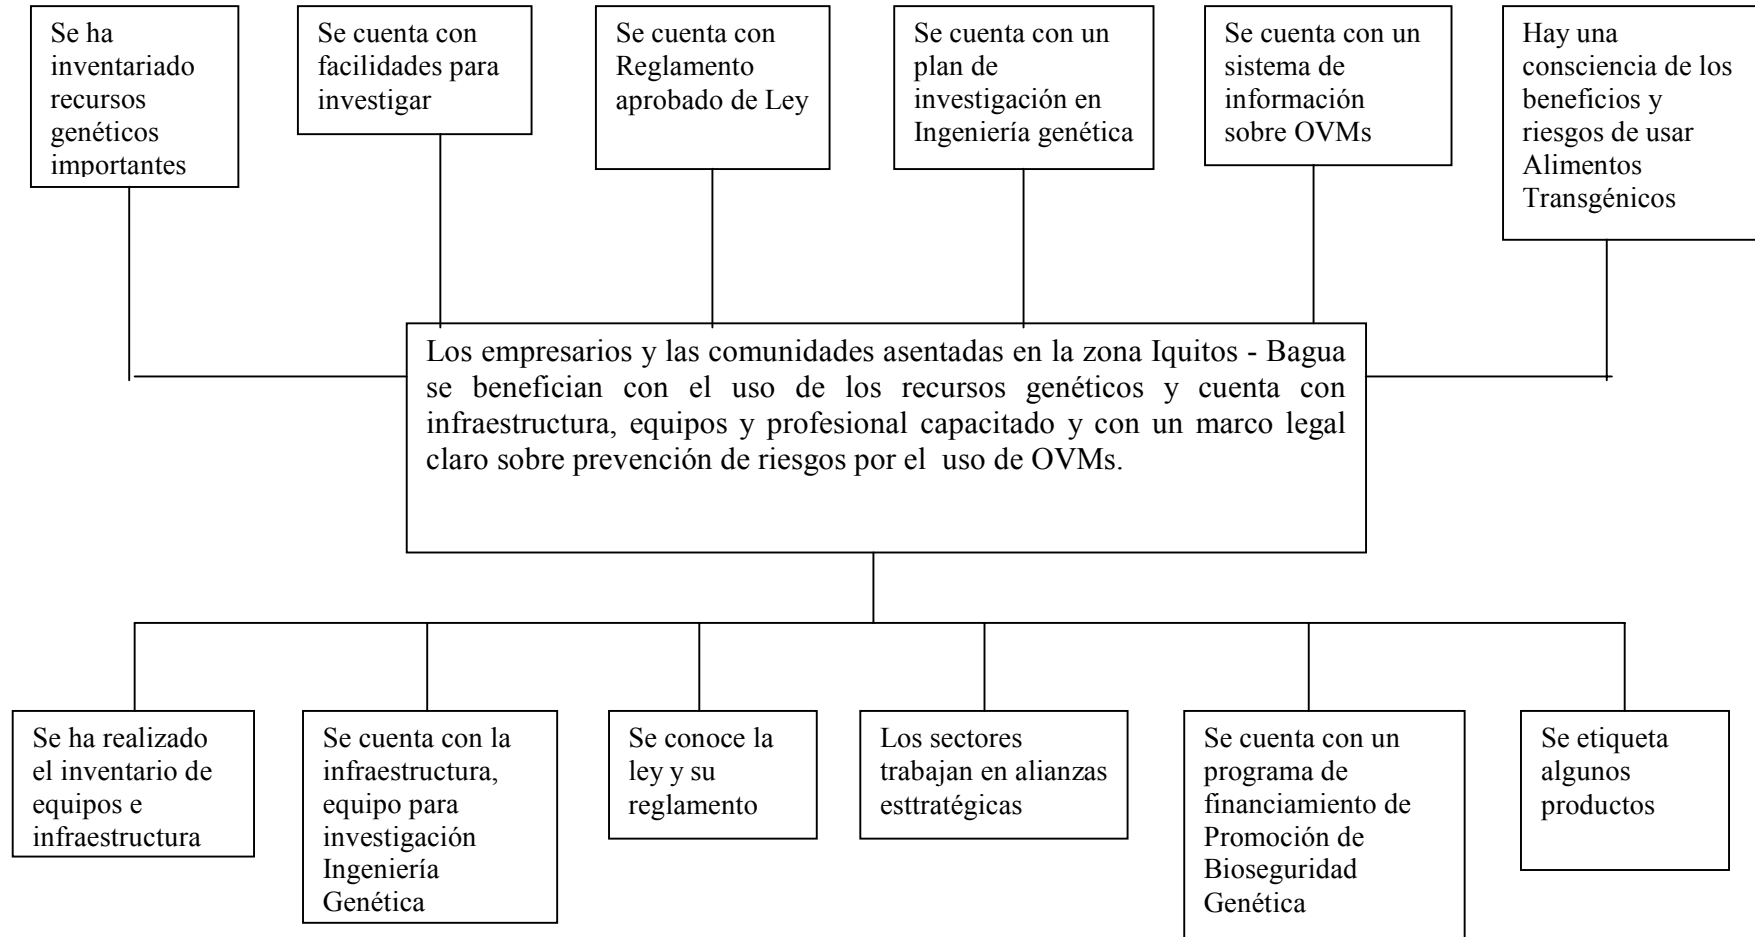 Se ha
inventariado
recursos
genéticos
importantes
Se cuenta con
facilidades para
investigar
Se cuenta con
Reglamento
aprobado de Ley
Se cuenta con un
plan de
investigación en
Ingeniería genética
Se cuenta con un
sistema de
información
sobre OVMs
Hay una
consciencia de los
beneficios y
riesgos de usar
Alimentos
Transgénicos
Los empresarios y las comunidades asentadas en la zona Iquitos - Bagua
se benefician con el uso de los recursos genéticos y cuenta con
infraestructura, equipos y profesional capacitado y con un marco legal
claro sobre prevención de riesgos por el uso de OVMs.
Se ha realizado
el inventario de
equipos e
infraestructura
Se cuenta con la
infraestructura,
equipo para
investigación
Ingeniería
Genética
Se conoce la
ley y su
reglamento
Los sectores
trabajan en alianzas
esttratégicas
Se cuenta con un
programa de
financiamiento de
Promoción de
Bioseguridad
Genética
Se etiqueta
algunos
productos